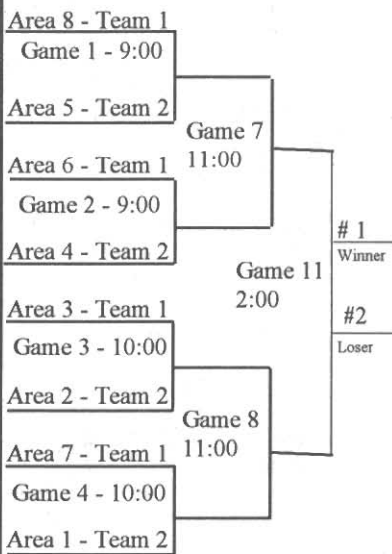 Area 8 - Team 1
Game 1 - 9:00
Area 5 - Team 2
Game 7
11:00
Area 6 - Team 1
Game 2 - 9:00
Area 4 - Team 2
# 1
Winner
Game 11
2:00
#2
Loser
Area 3 - Team 1
Game 3 - 10:00
Area 2 - Team 2
Game 8
11:00
Area 7 - Team 1
Game 4 - 10:00
Area 1 - Team 2